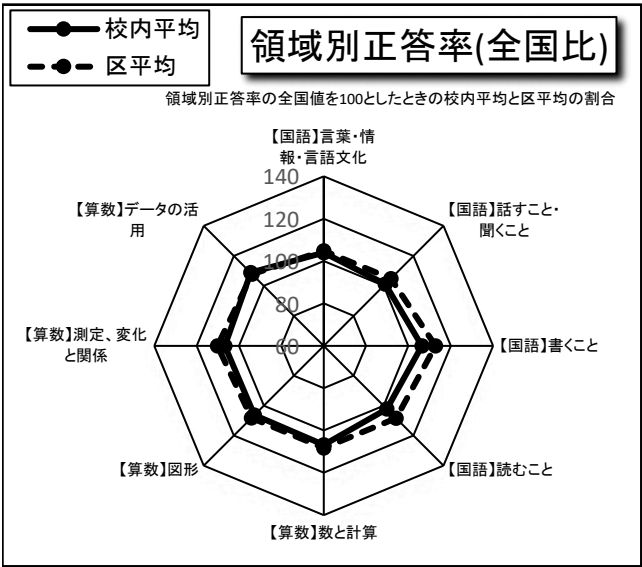 校内平均
区平均
領域別正答率(全国比)
領域別正答率の全国値を100としたときの校内平均と区平均の割合
【国語】言葉・情
報・言語文化
【国語】話すこと・
聞くこと
【国語】書くこと
【国語】読むこと
【算数】数と計算
【算数】図形
【算数】測定、変化
と関係
【算数】データの活
用
140
120
100
80
60